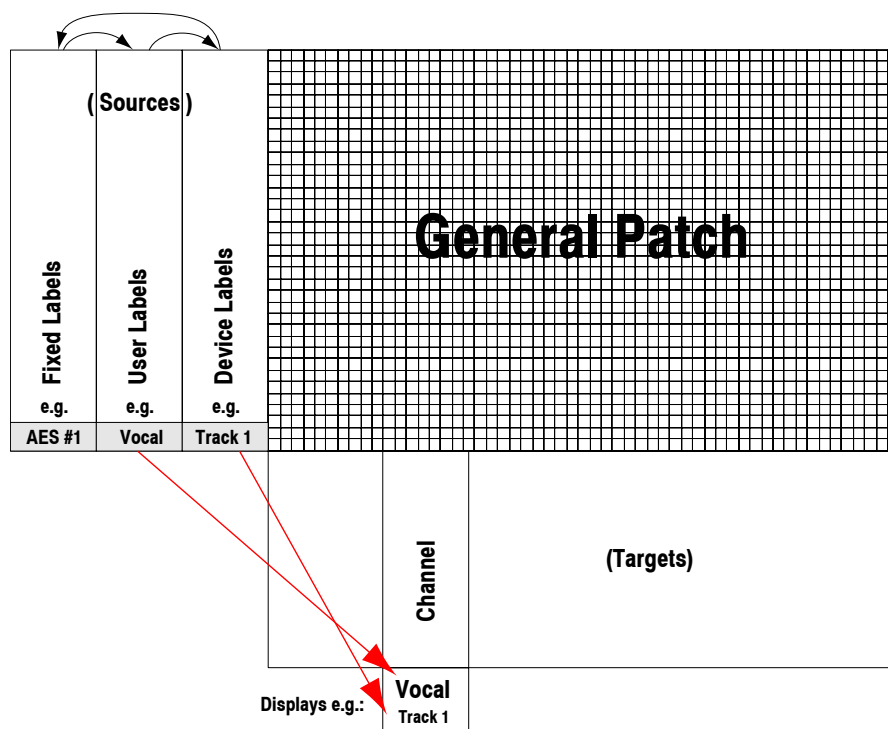 ( Sources )
General Patch
Fixed Labels
User Labels
Device Labels
e.g.
e.g.
e.g.
AES #1
Vocal
Track 1
Channel
(Targets)
Displays e.g.:
Vocal
Track 1